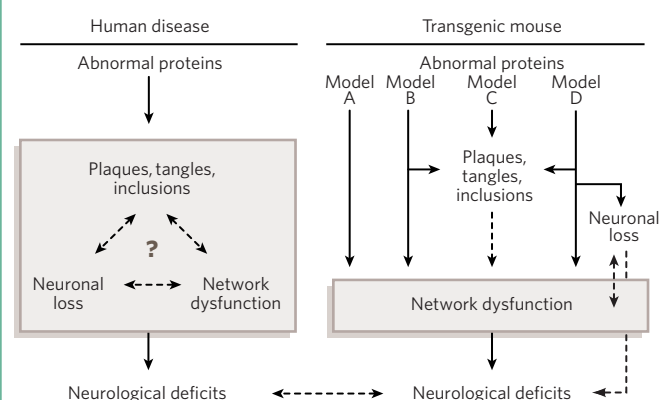 Human disease
Transgenic mouse
Abnormal proteins
Abnormal proteins
Model
A
Model
B
Model
C
Model
D
Plaques, tangles,
inclusions
?
Neuronal
loss
Network
dysfunction
Plaques,
tangles,
inclusions
Neuronal
loss
Network dysfunction
Neurological deficits
Neurological deficits